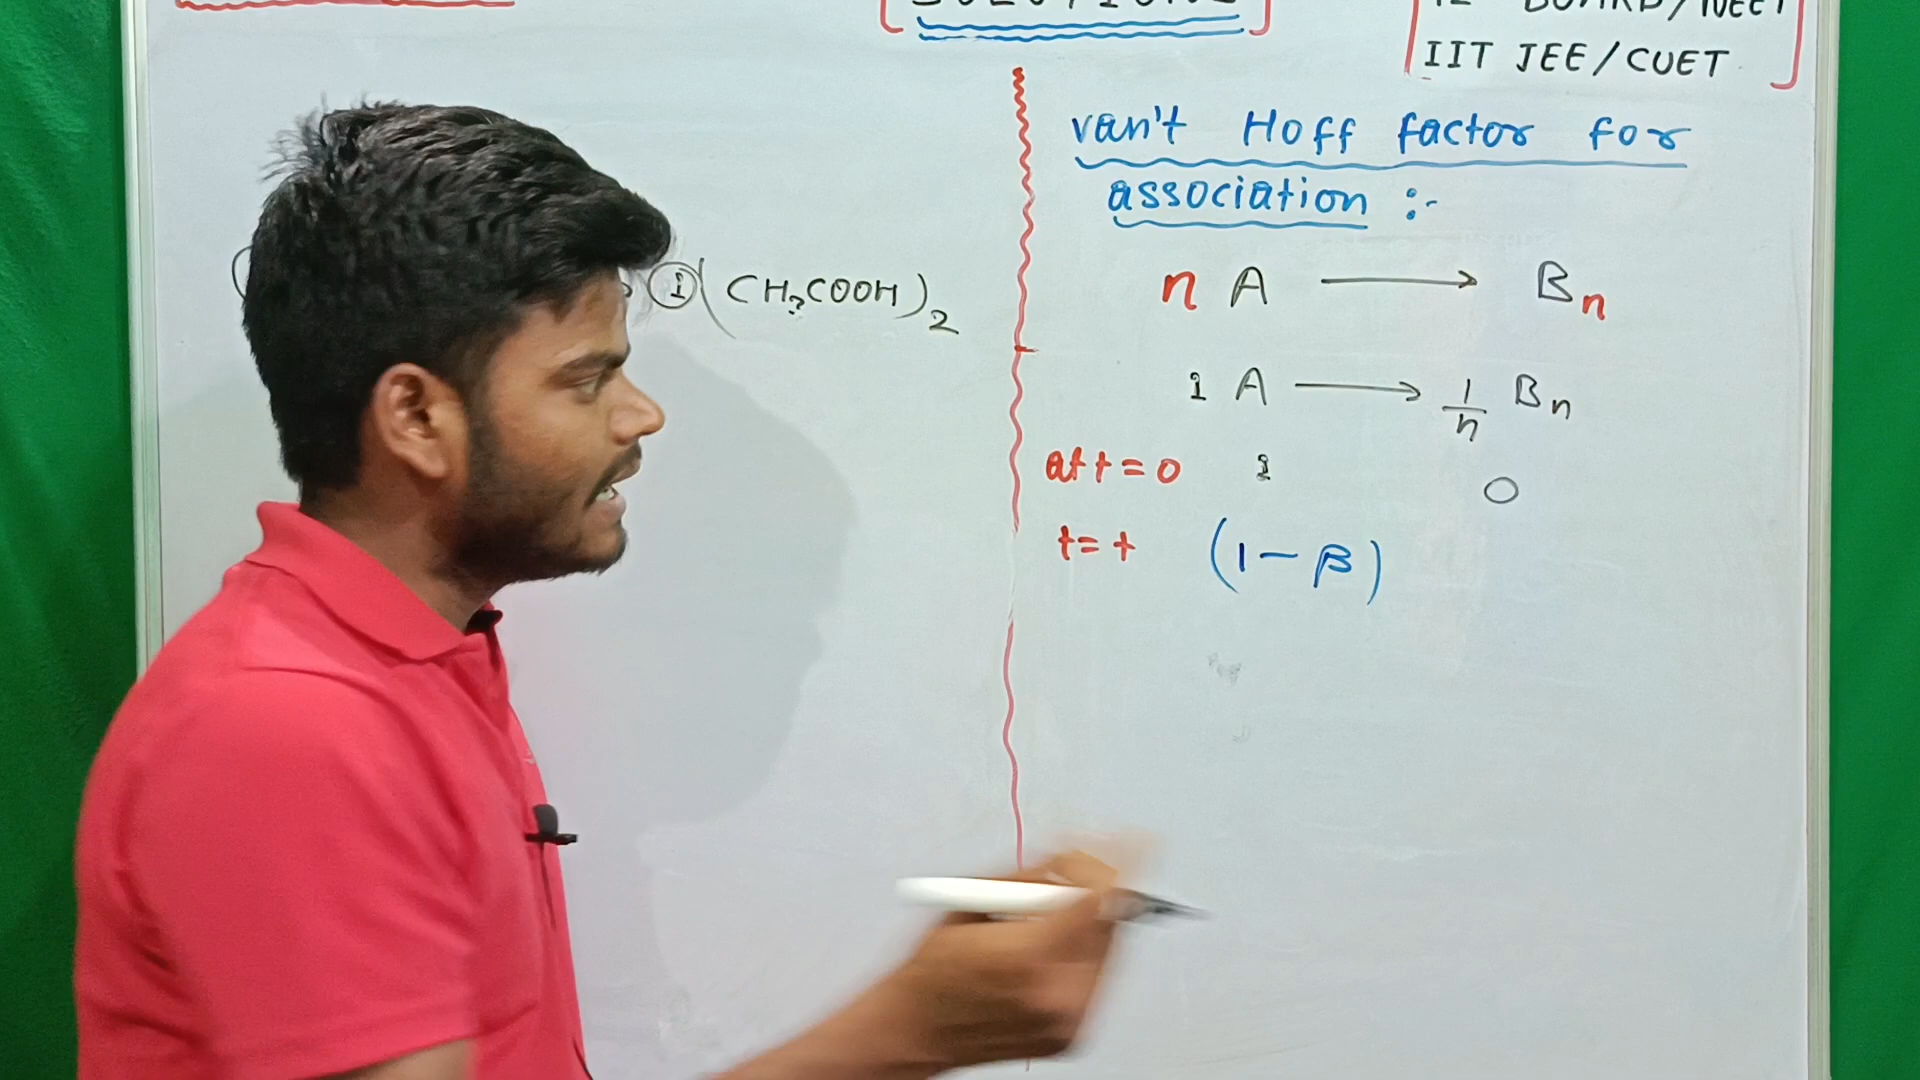 IIT JEE/CUET
van't Hoff factor for
association :-
n A ⟶ Bn
1 A ⟶ 1/n Bn
at t=0 1 0
t=t (1-β)
① (CH3COOH)2